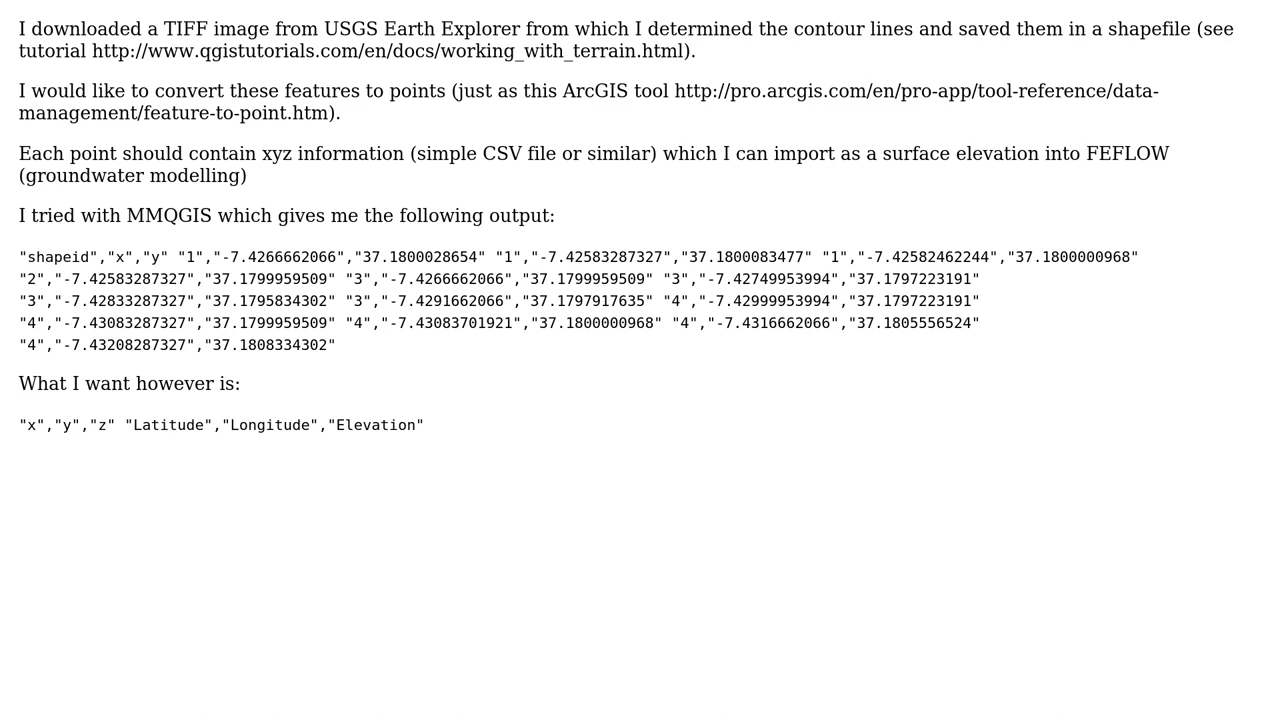 I downloaded a TIFF image from USGS Earth Explorer from which I determined the contour lines and saved them in a shapefile (see
tutorial http://www.qgistutorials.com/en/docs/working_with_terrain.html).
I would like to convert these features to points (just as this ArcGIS tool http://pro.arcgis.com/en/pro-app/tool-reference/data-
management/feature-to-point.htm).
Each point should contain xyz information (simple CSV file or similar) which I can import as a surface elevation into FEFLOW
(groundwater modelling)
I tried with MMQGIS which gives me the following output:
"shapeid","x","y" "1","-7.4266662066","37.1800028654" "1","-7.42583287327","37.1800083477" "1","-7.42582462244","37.1800000968"
"2","-7.42583287327","37.1799959509" "3","-7.4266662066","37.1799959509" "3","-7.42749953994","37.1797223191"
"3","-7.42833287327","37.1795834302" "3","-7.4291662066","37.1797917635" "4","-7.42999953994","37.1797223191"
"4","-7.43083287327","37.1799959509" "4","-7.43083701921","37.1800000968" "4","-7.4316662066","37.1805556524"
"4","-7.43208287327","37.1808334302"
What I want however is:
"x","y","z" "Latitude","Longitude","Elevation"